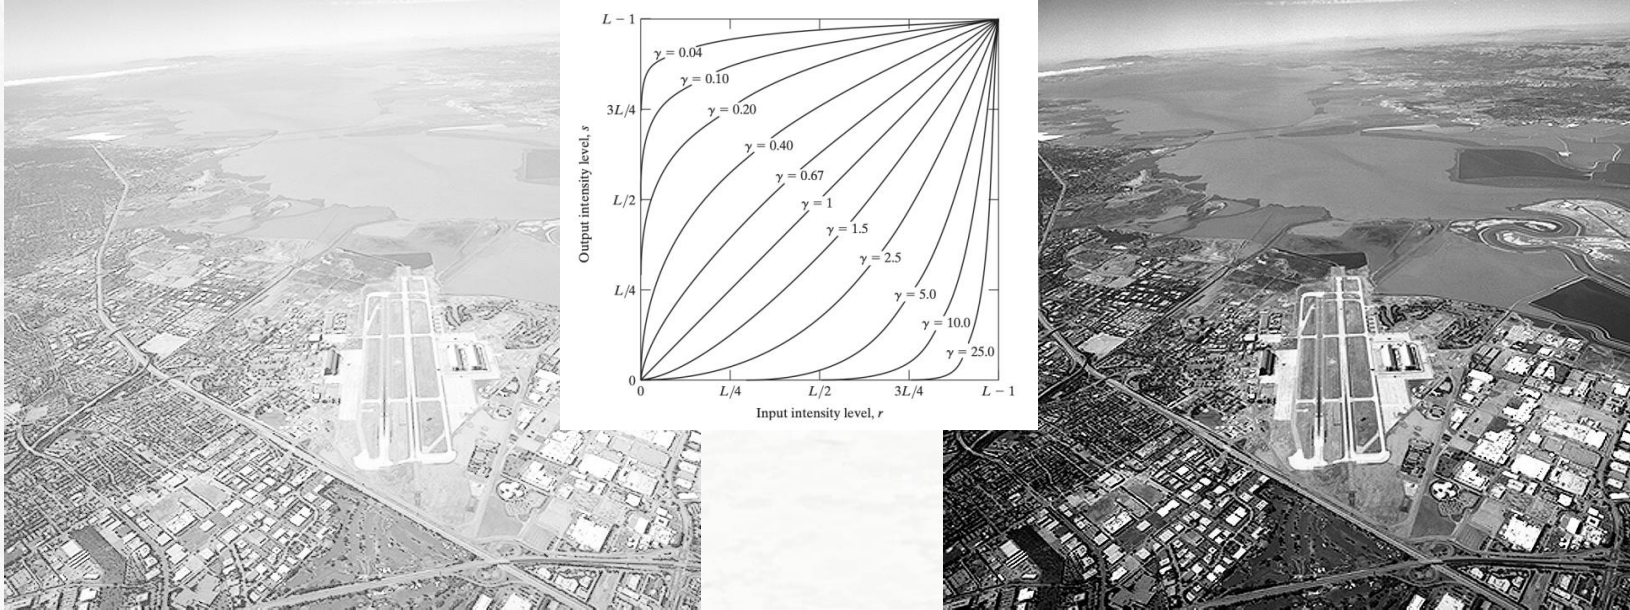 L − 1
γ = 0.04
γ = 0.10
3L/4
γ = 0.20
γ = 0.40
γ = 0.67
L/2
γ = 1
γ = 1.5
γ = 2.5
L/4
γ = 5.0
γ = 10.0
γ = 25.0
0
0 L/4 L/2 3L/4 L − 1
Output intensity level, s
Input intensity level, r